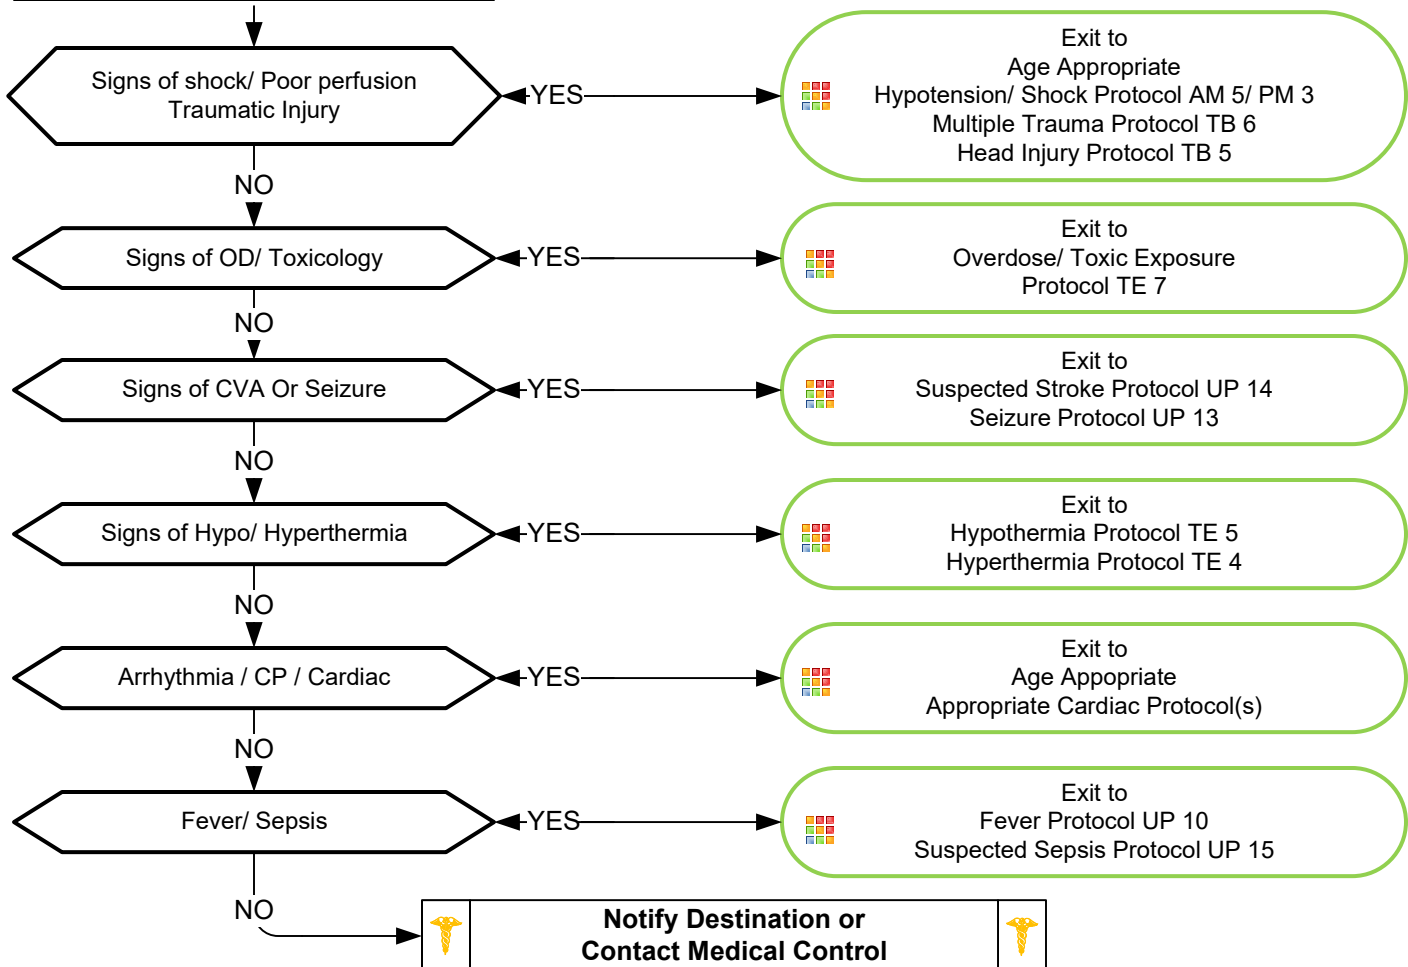 Signs of shock/ Poor perfusion
Traumatic Injury
YES
Exit to
Age Appropriate
Hypotension/ Shock Protocol AM 5/ PM 3
Multiple Trauma Protocol TB 6
Head Injury Protocol TB 5
NO
Signs of OD/ Toxicology
YES
Exit to
Overdose/ Toxic Exposure
Protocol TE 7
NO
Signs of CVA Or Seizure
YES
Exit to
Suspected Stroke Protocol UP 14
Seizure Protocol UP 13
NO
Signs of Hypo/ Hyperthermia
YES
Exit to
Hypothermia Protocol TE 5
Hyperthermia Protocol TE 4
NO
Arrhythmia / CP / Cardiac
YES
Exit to
Age Appopriate
Appropriate Cardiac Protocol(s)
NO
Fever/ Sepsis
YES
Exit to
Fever Protocol UP 10
Suspected Sepsis Protocol UP 15
NO
Notify Destination or
Contact Medical Control